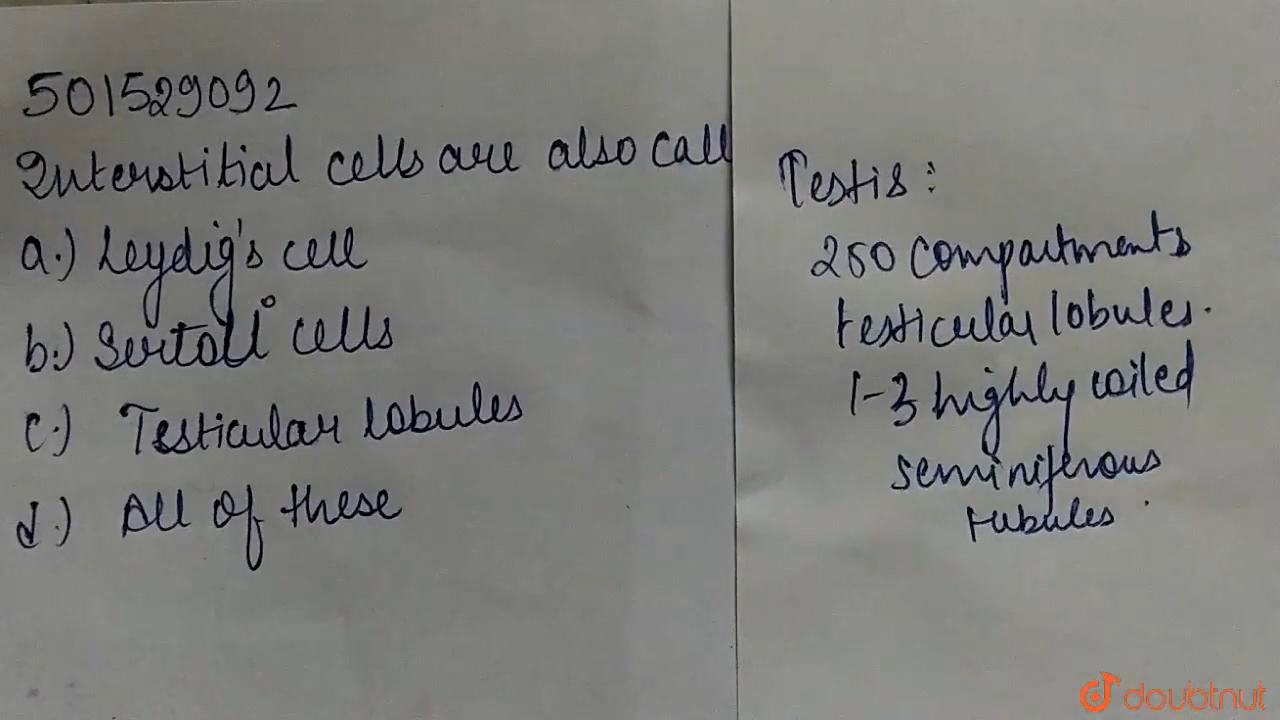 501529092
Interstitial cells are also call
a.) Leydig's cell
b.) Sertoli cells
c.) Testicular lobules
d.) All of these
Testis:
250 compartments
testicular lobules.
1-3 highly coiled
seminiferous
tubules.
doubtnut